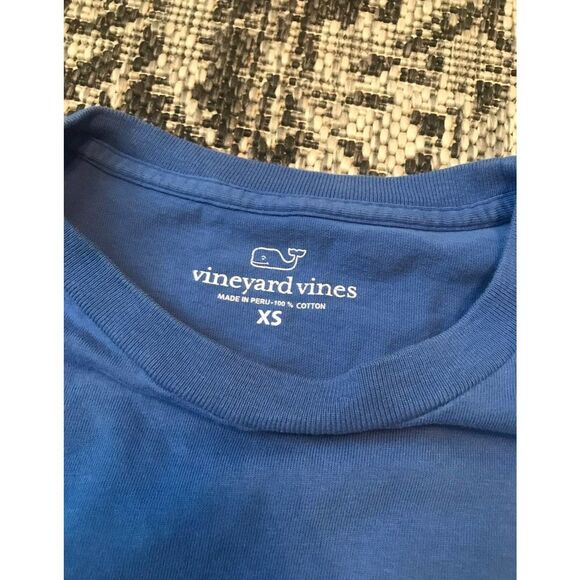 vineyard vines
MADE IN PERU-100 % COTTON
XS